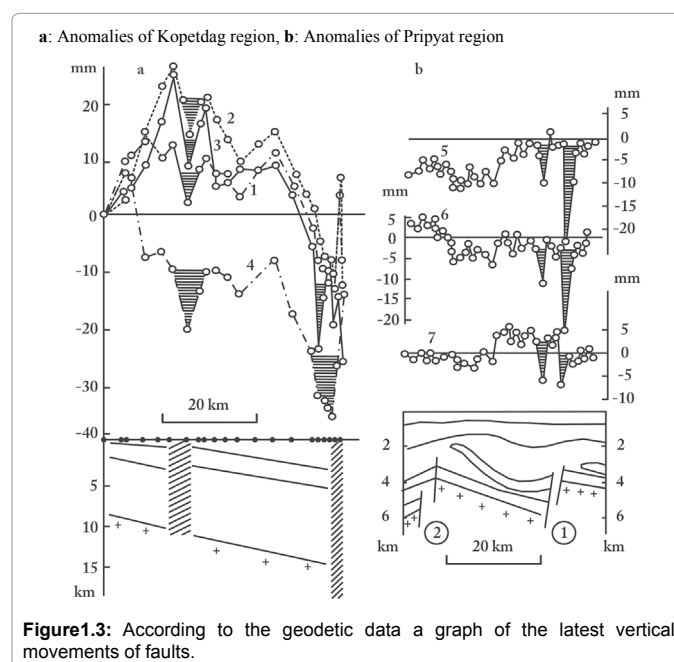 a: Anomalies of Kopetdag region, b: Anomalies of Pripyat region
mm
a
20
10
0
-10
-20
-30
-40
2
3
1
4
20 km
5
10
15
km
b
mm
5
0
-5
-10
-15
-20
5
mm
5
0
-5
-10
-15
-20
6
mm
5
0
-5
-10
7
2
4
6
km
2
4
6
km
2
1
20 km
Figure1.3: According to the geodetic data a graph of the latest vertical
movements of faults.